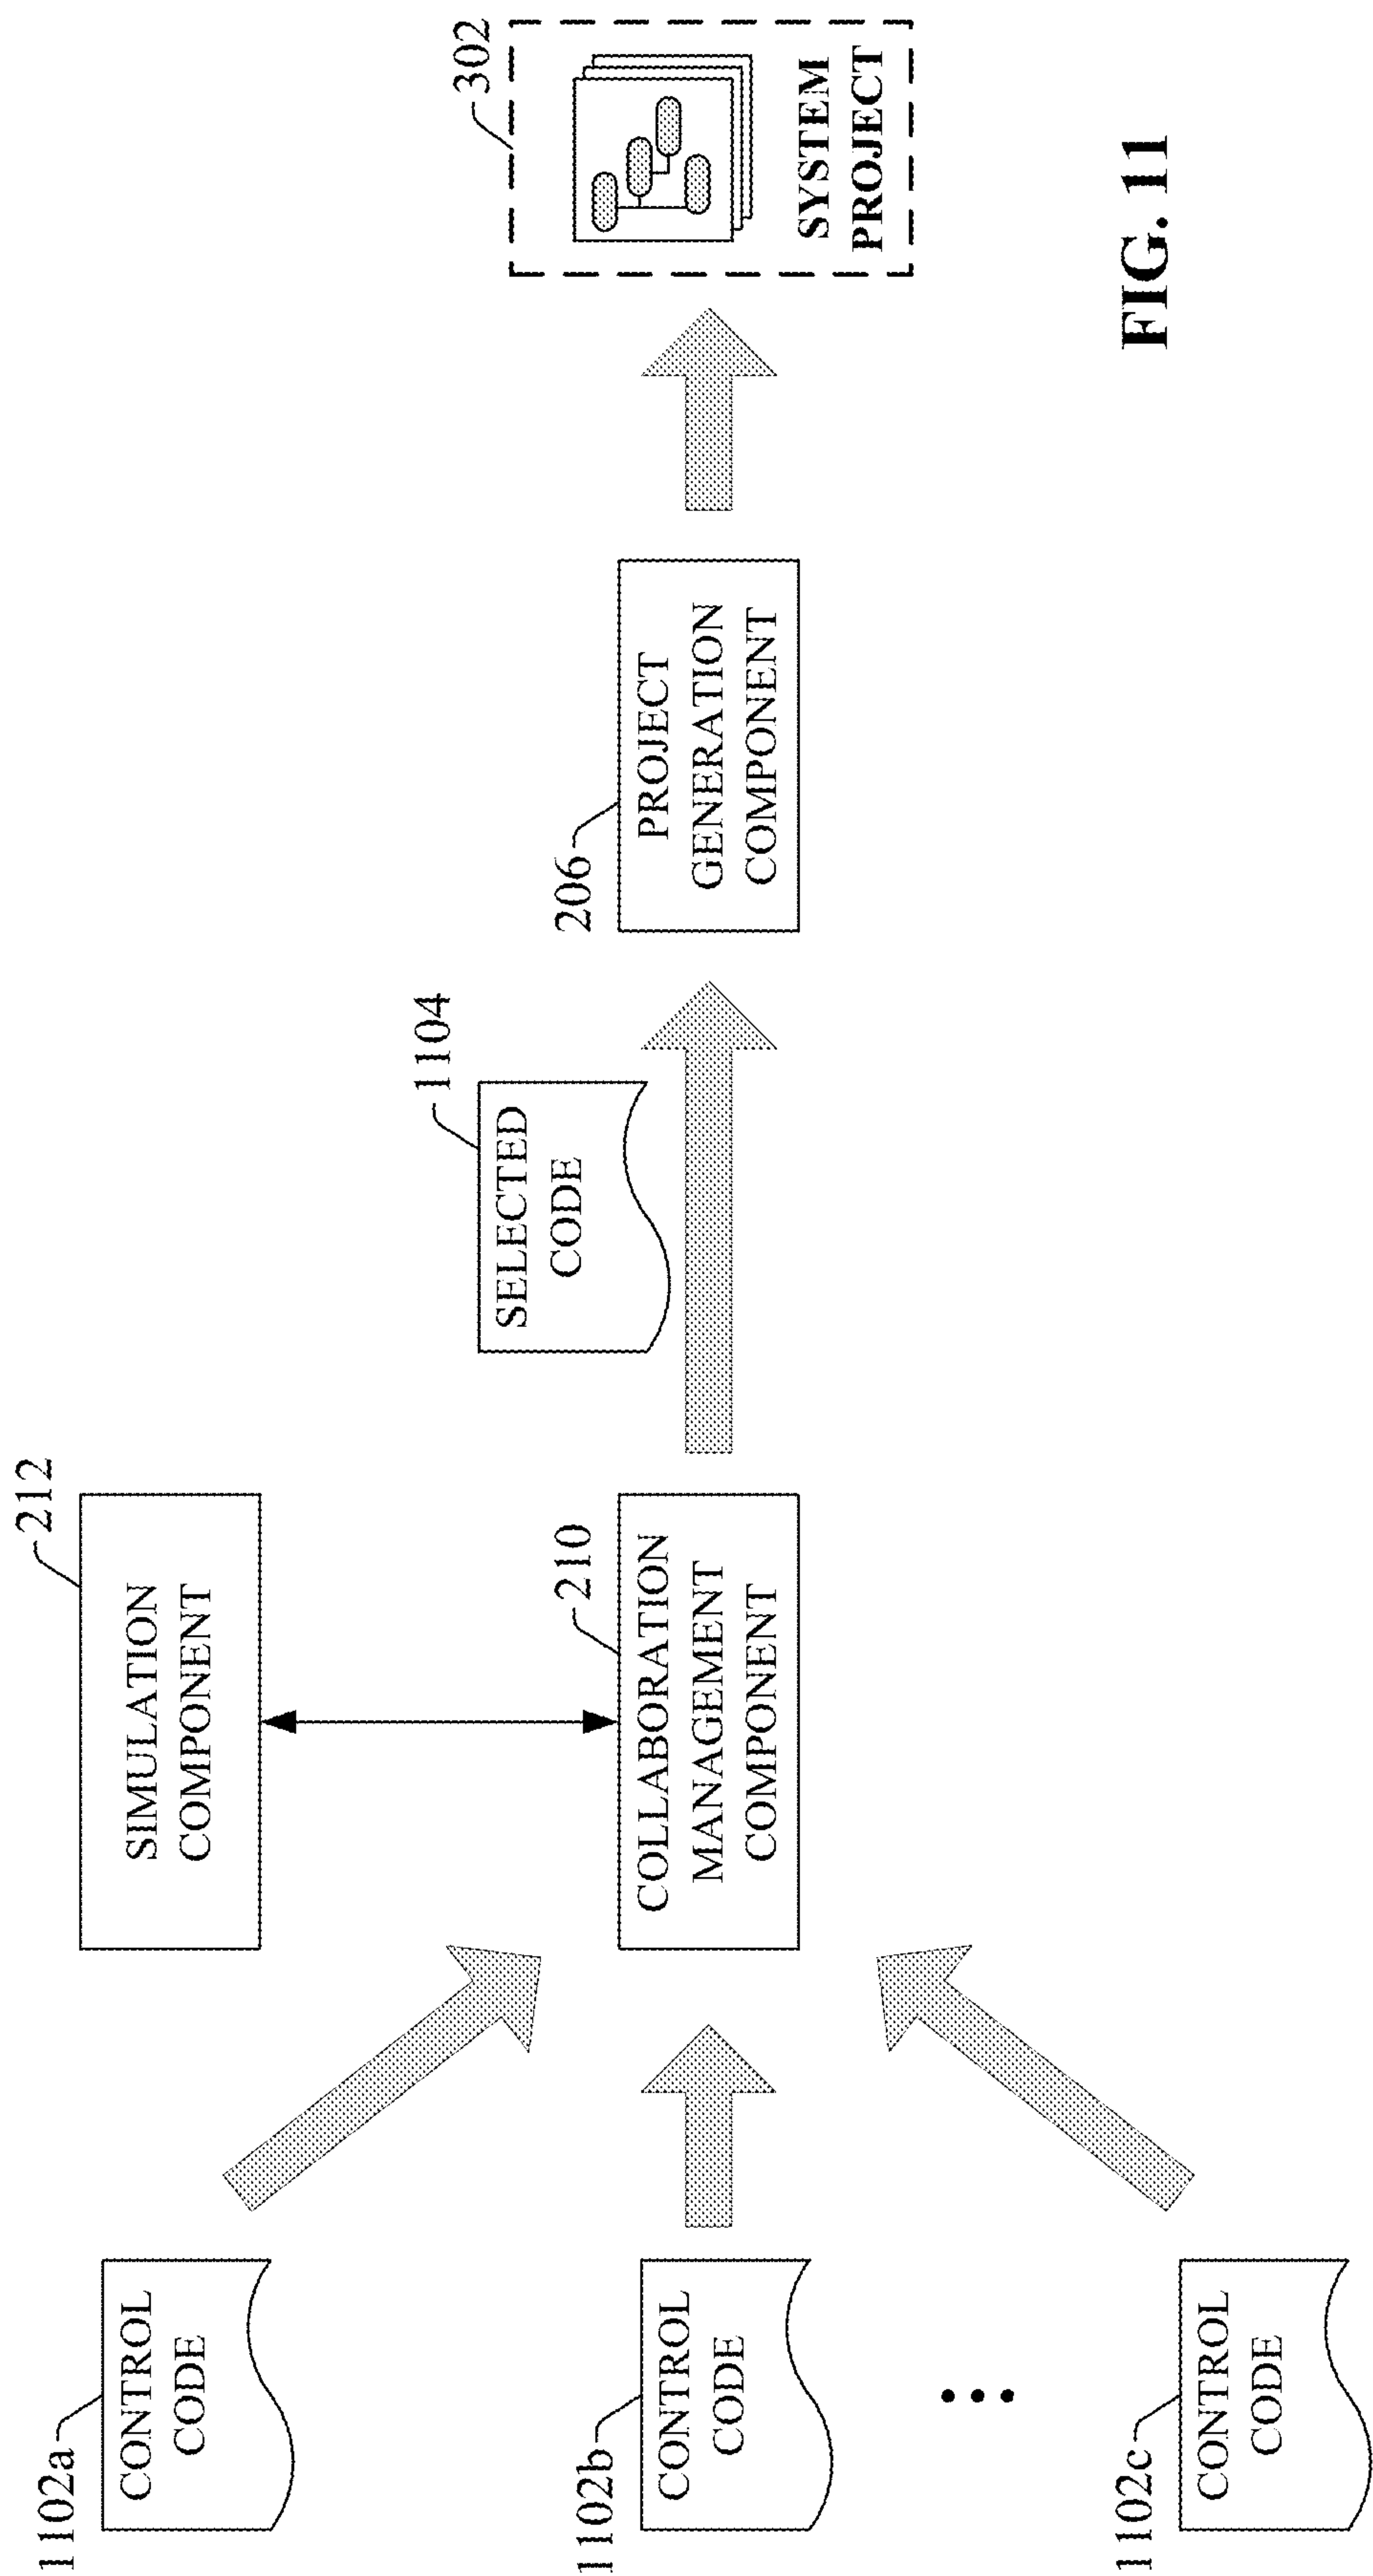 1102a
CONTROL
CODE
1102b
CONTROL
CODE
1102c
CONTROL
CODE
212
SIMULATION
COMPONENT
210
COLLABORATION
MANAGEMENT
COMPONENT
1104
SELECTED
CODE
206
PROJECT
GENERATION
COMPONENT
302
SYSTEM
PROJECT
FIG. 11